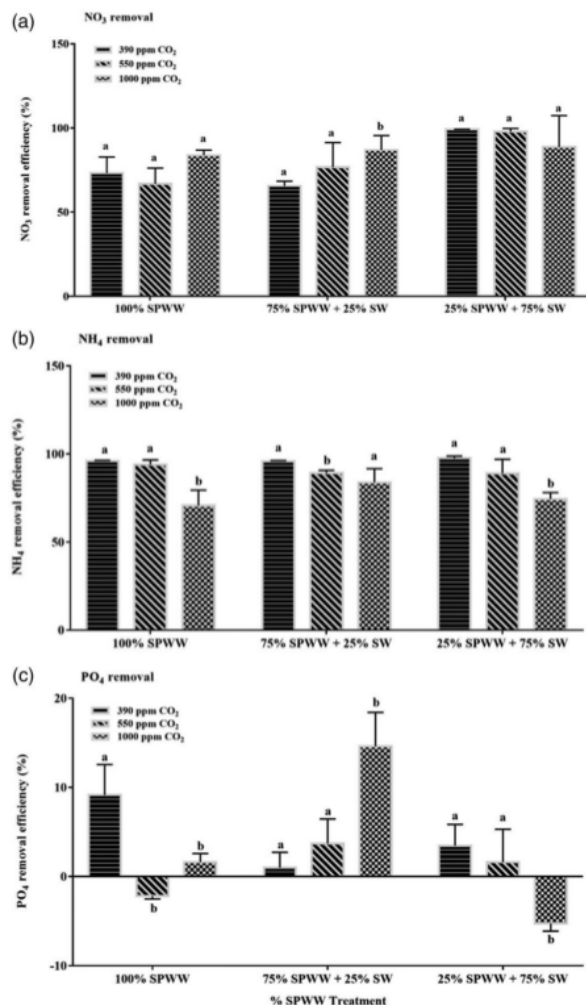 (a) NO₃ removal
390 ppm CO₂
550 ppm CO₂
1000 ppm CO₂
NO₃ removal efficiency (%)
150
100
50
0
a a a a a b a a a
100% SPWW 75% SPWW + 25% SW 25% SPWW + 75% SW
(b) NH₄ removal
390 ppm CO₂
550 ppm CO₂
1000 ppm CO₂
NH₄ removal efficiency (%)
150
100
50
0
a a b a b a a a b
100% SPWW 75% SPWW + 25% SW 25% SPWW + 75% SW
(c) PO₄ removal
390 ppm CO₂
550 ppm CO₂
1000 ppm CO₂
PO₄ removal efficiency (%)
20
10
0
-10
a b b a a b a a b
100% SPWW 75% SPWW + 25% SW 25% SPWW + 75% SW
% SPWW Treatment